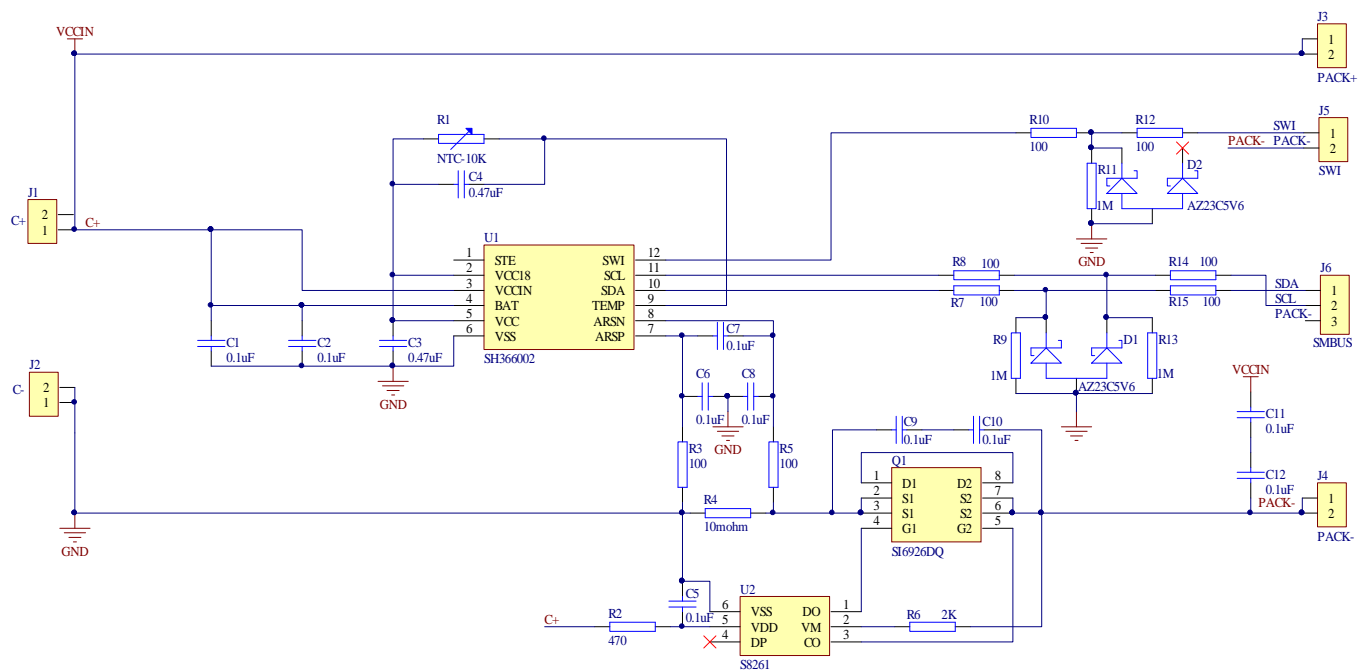 VCCIN
J3
1
2
PACK+
R1
NTC-10K
C4
0.47uF
R10
100
R12
100
SWI
PACK-
PACK-
J5
1
2
SWI
R11
1M
D2
AZ23C5V6
GND
J1
C+
2
1
C+
U1
1
2
3
4
5
6
STE
VCC18
VCCIN
BAT
VCC
VSS
SWI
SCL
SDA
TEMP
ARSN
ARSP
12
11
10
9
8
7
SH366002
R8
100
R7
100
R14
100
R15
100
SDA
SCL
PACK-
J6
1
2
3
SMBUS
C1
0.1uF
C2
0.1uF
C3
0.47uF
GND
C7
0.1uF
C6
0.1uF
C8
0.1uF
GND
R9
1M
D1
AZ23C5V6
R13
1M
J2
C-
2
1
GND
VCCIN
C11
0.1uF
C12
0.1uF
PACK-
J4
1
2
PACK-
R3
100
R5
100
R4
10mohm
C9
0.1uF
C10
0.1uF
Q1
1
2
3
4
D1
S1
S1
G1
D2
S2
S2
G2
8
7
6
5
SI6926DQ
C+
R2
470
C5
0.1uF
U2
6
5
4
VSS
VDD
DP
DO
VM
CO
1
2
3
S8261
R6
2K